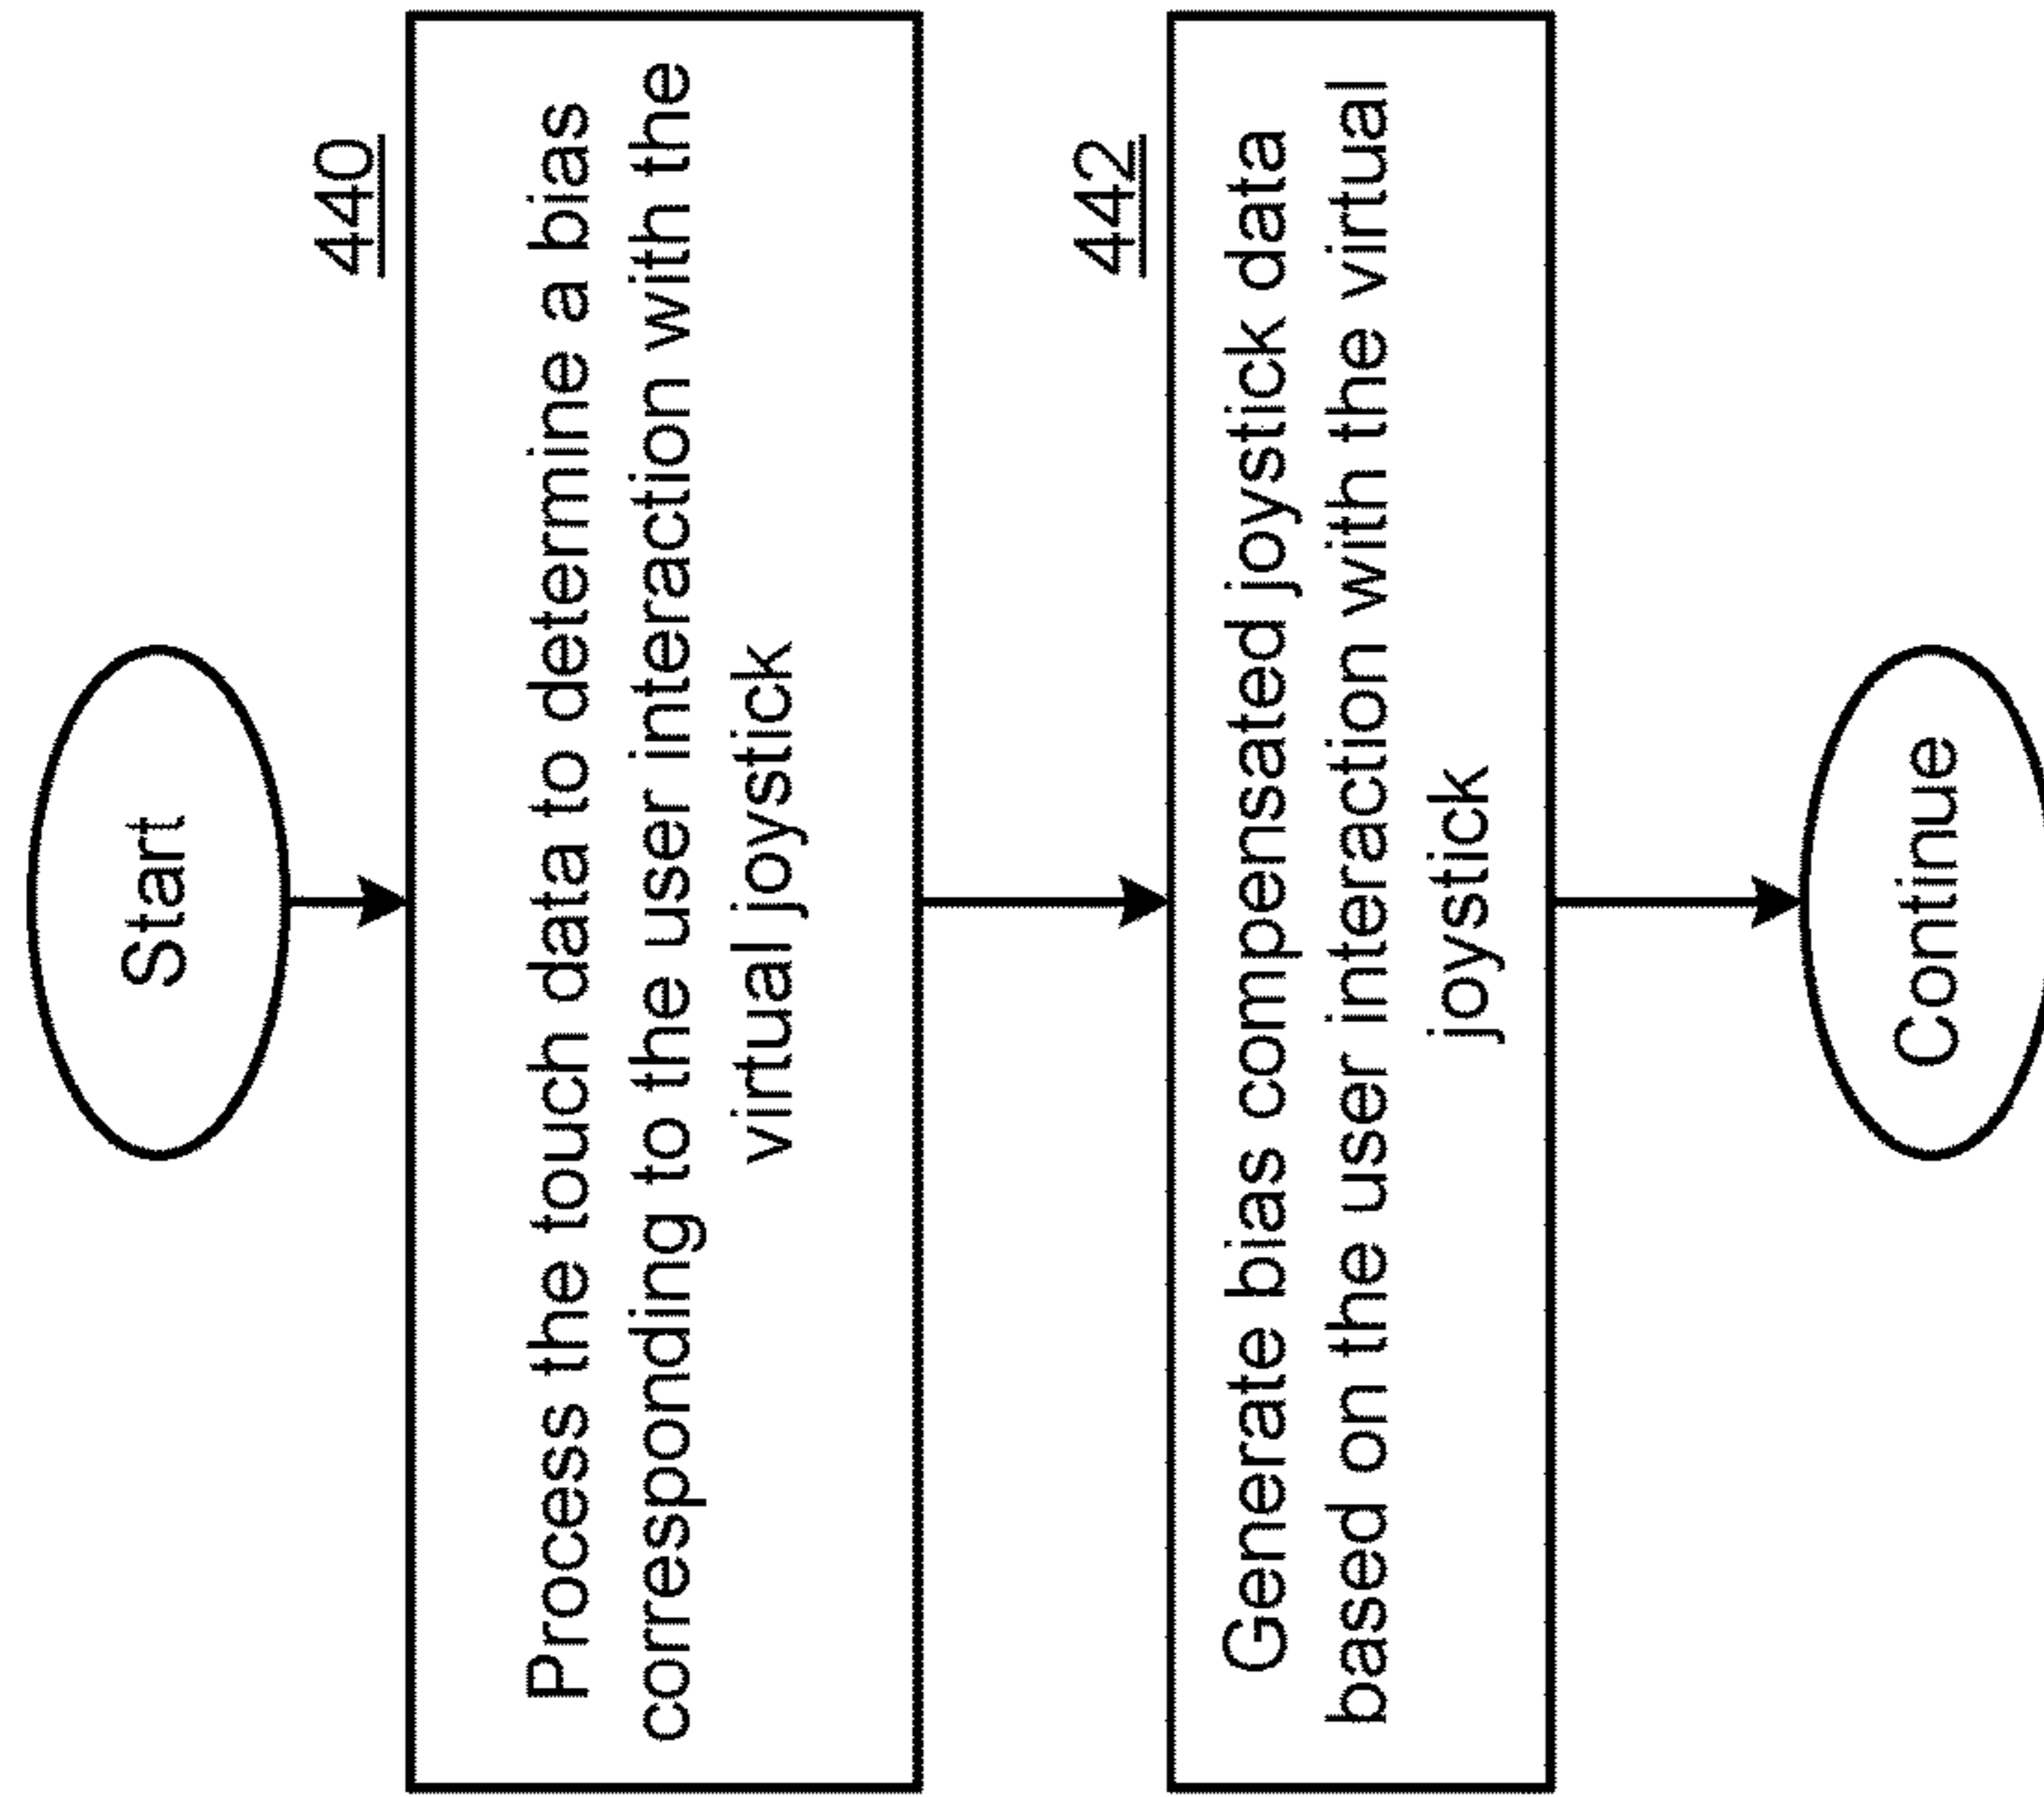 Start
440
Process the touch data to determine a bias
corresponding to the user interaction with the
virtual joystick
442
Generate bias compensated joystick data
based on the user interaction with the virtual
joystick
Continue